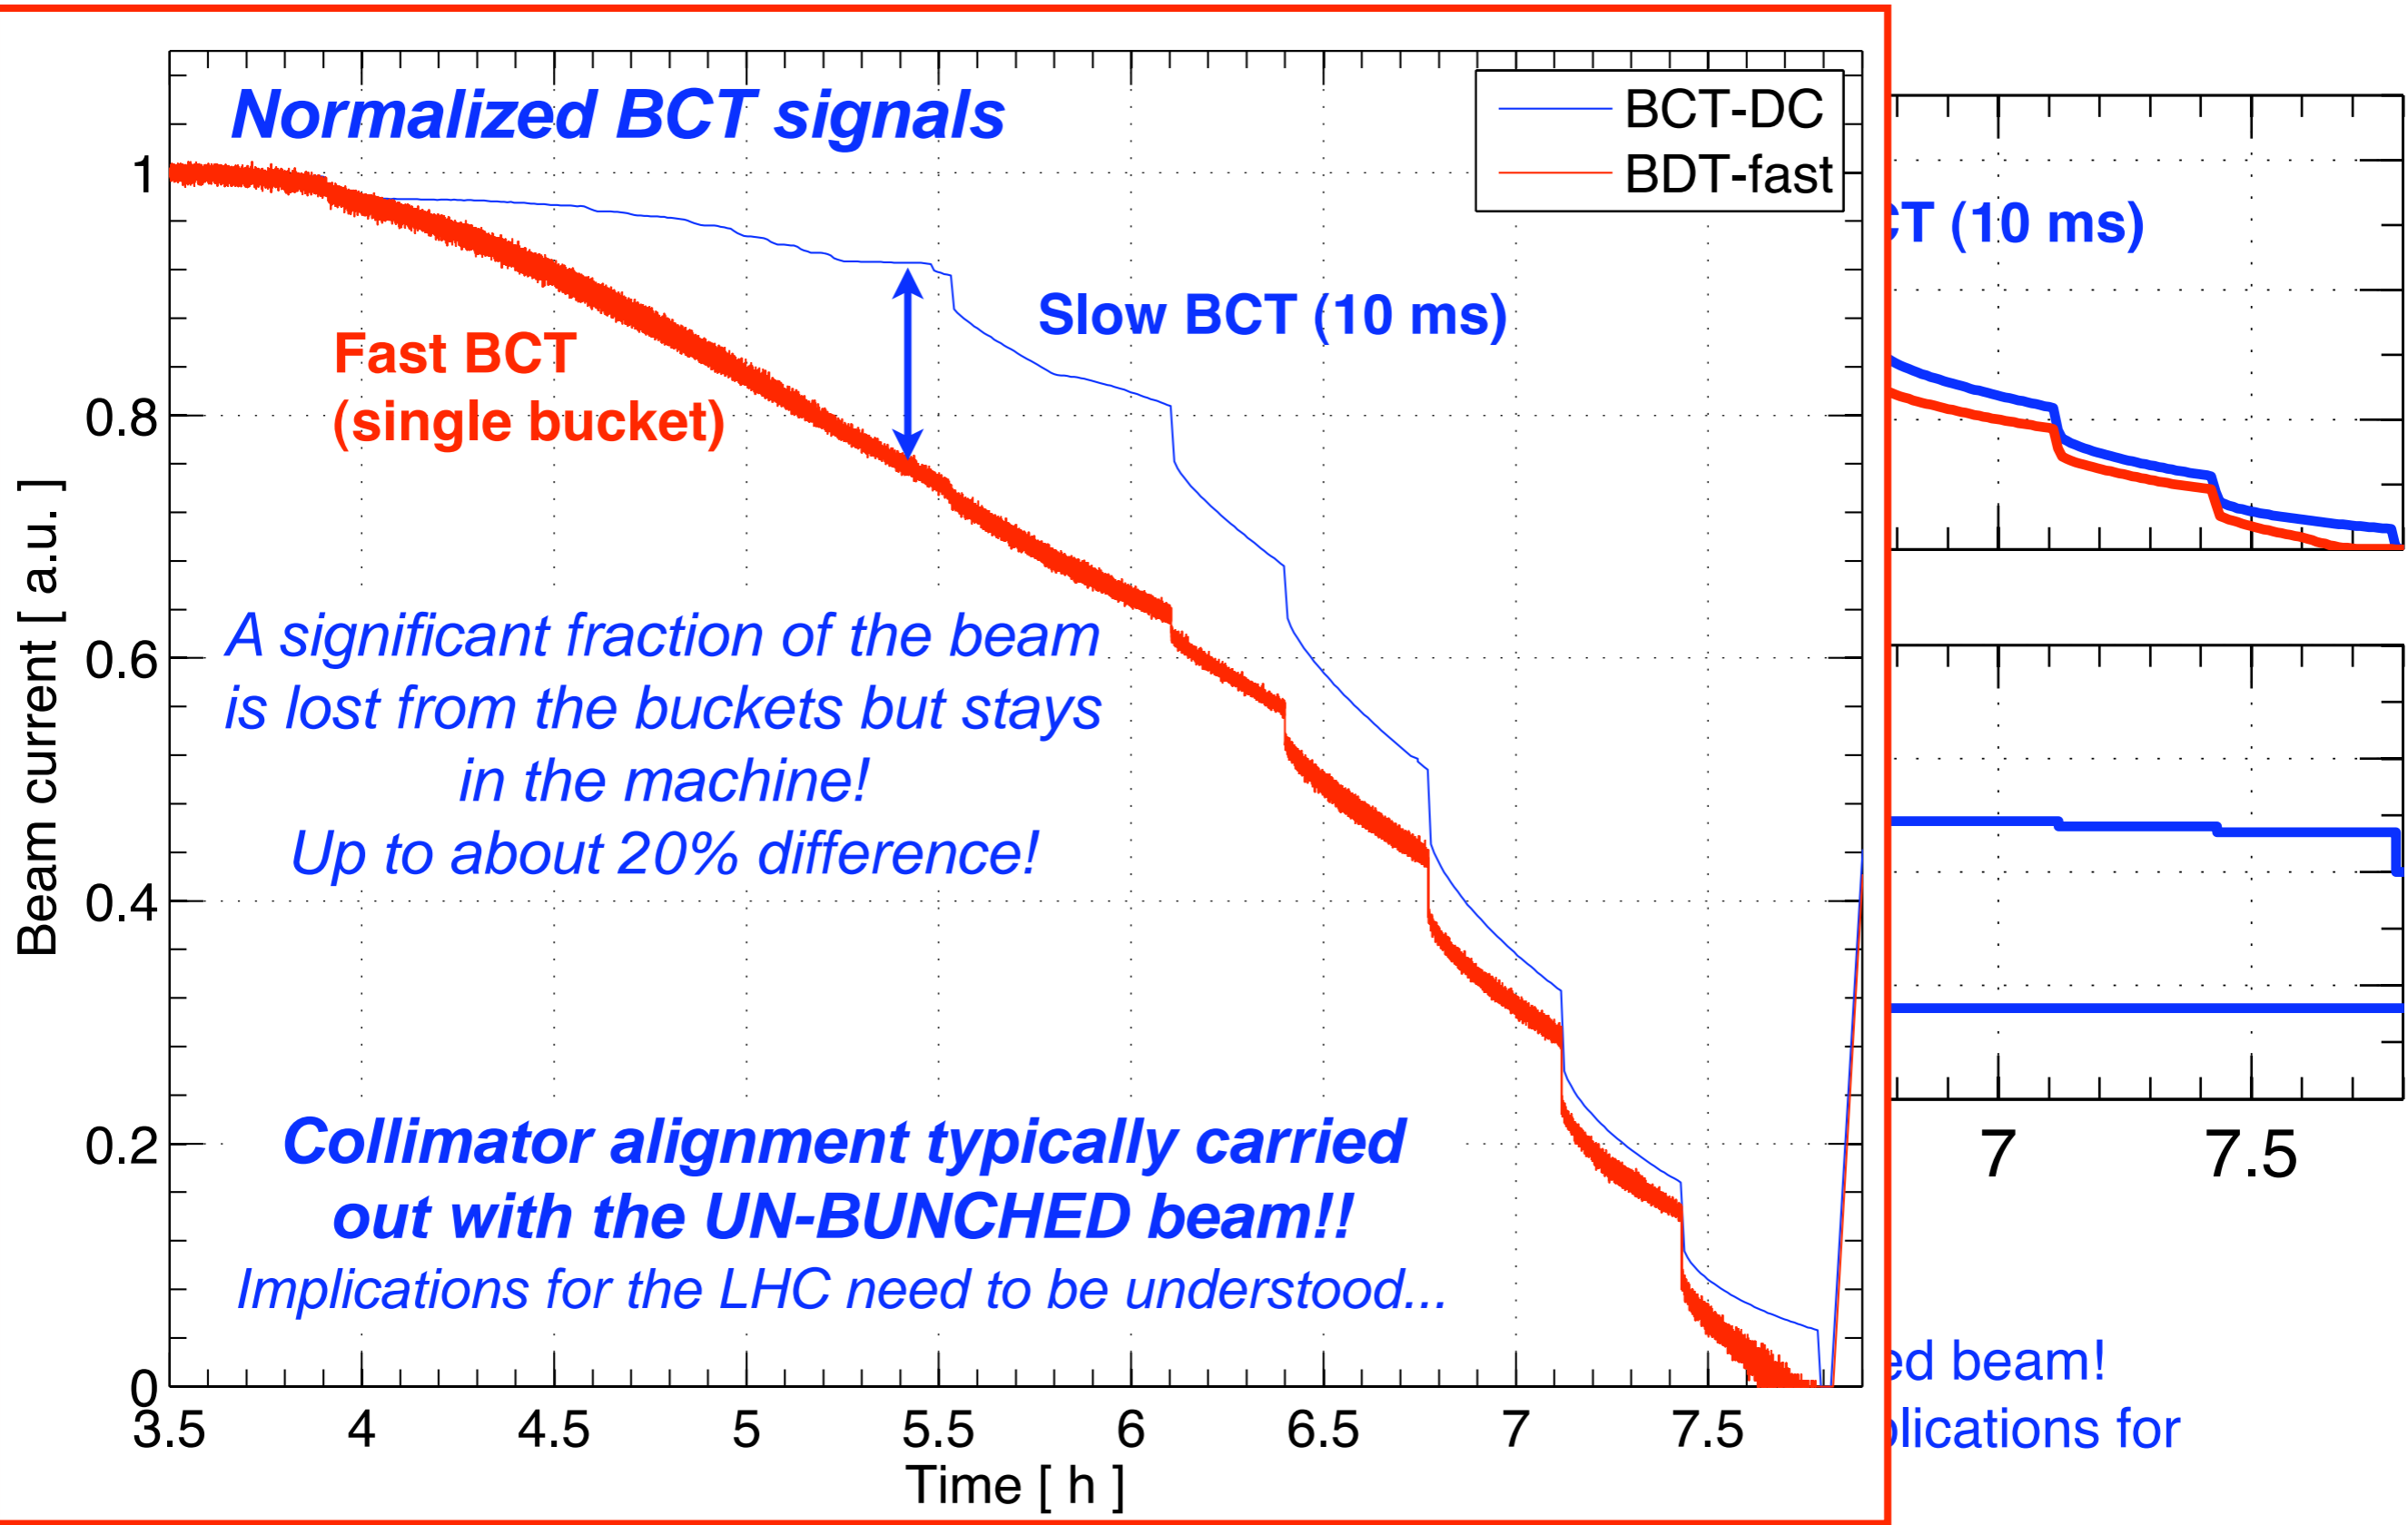 Normalized BCT signals
BCT-DC
BDT-fast
Fast BCT
(single bucket)
Slow BCT (10 ms)
A significant fraction of the beam
is lost from the buckets but stays
in the machine!
Up to about 20% difference!
Collimator alignment typically carried
out with the UN-BUNCHED beam!!
Implications for the LHC need to be understood...
Beam current [ a.u. ]
1
0.8
0.6
0.4
0.2
0
3.5 4 4.5 5 5.5 6 6.5 7 7.5
Time [ h ]
(10 ms)
7 7.5
beam!
for